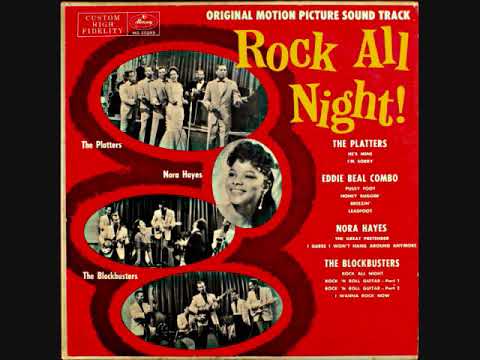 CUSTOM
HIGH
FIDELITY
ORIGINAL MOTION PICTURE SOUND TRACK
Rock All
Night!
The Platters
Nora Hayes
The Blockbusters
THE PLATTERS
HE'S MINE
I'M SORRY
EDDIE BEAL COMBO
PUSSY FOOT
HONEY BUGGIN'
DREEZIN'
LEADFOOT
NORA HAYES
THE GREAT PRETENDER
I GUESS I WON'T HANG AROUND ANYMORE
THE BLOCKBUSTERS
ROCK ALL NIGHT
ROCK 'N ROLL GUITAR - Part 1
ROCK 'N ROLL GUITAR - Part 2
I WANNA ROCK NOW